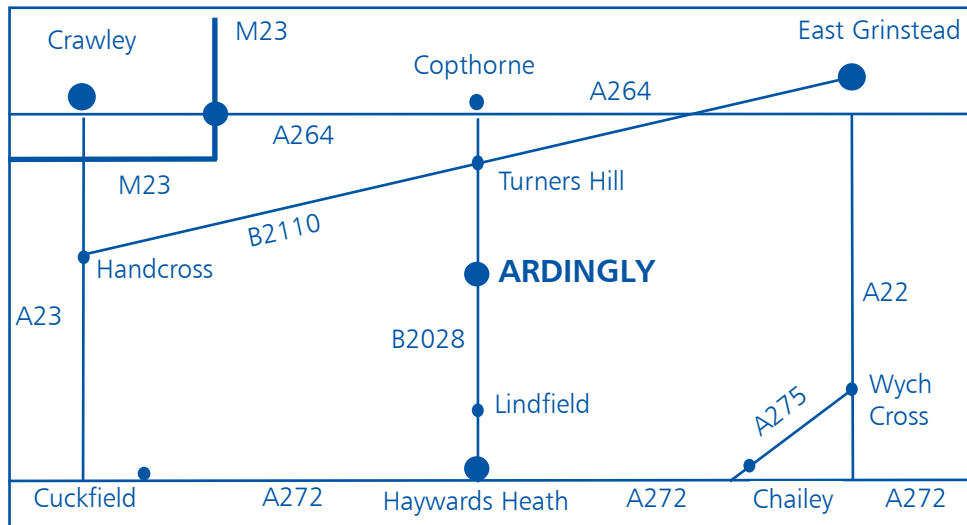 M23
East Grinstead
Crawley
Copthorne
A264
A264
M23
Turners Hill
B2110
Handcross
ARDINGLY
A22
A23
B2028
Wych
Cross
Lindfield
A275
Cuckfield
A272
Haywards Heath
A272
Chailey
A272